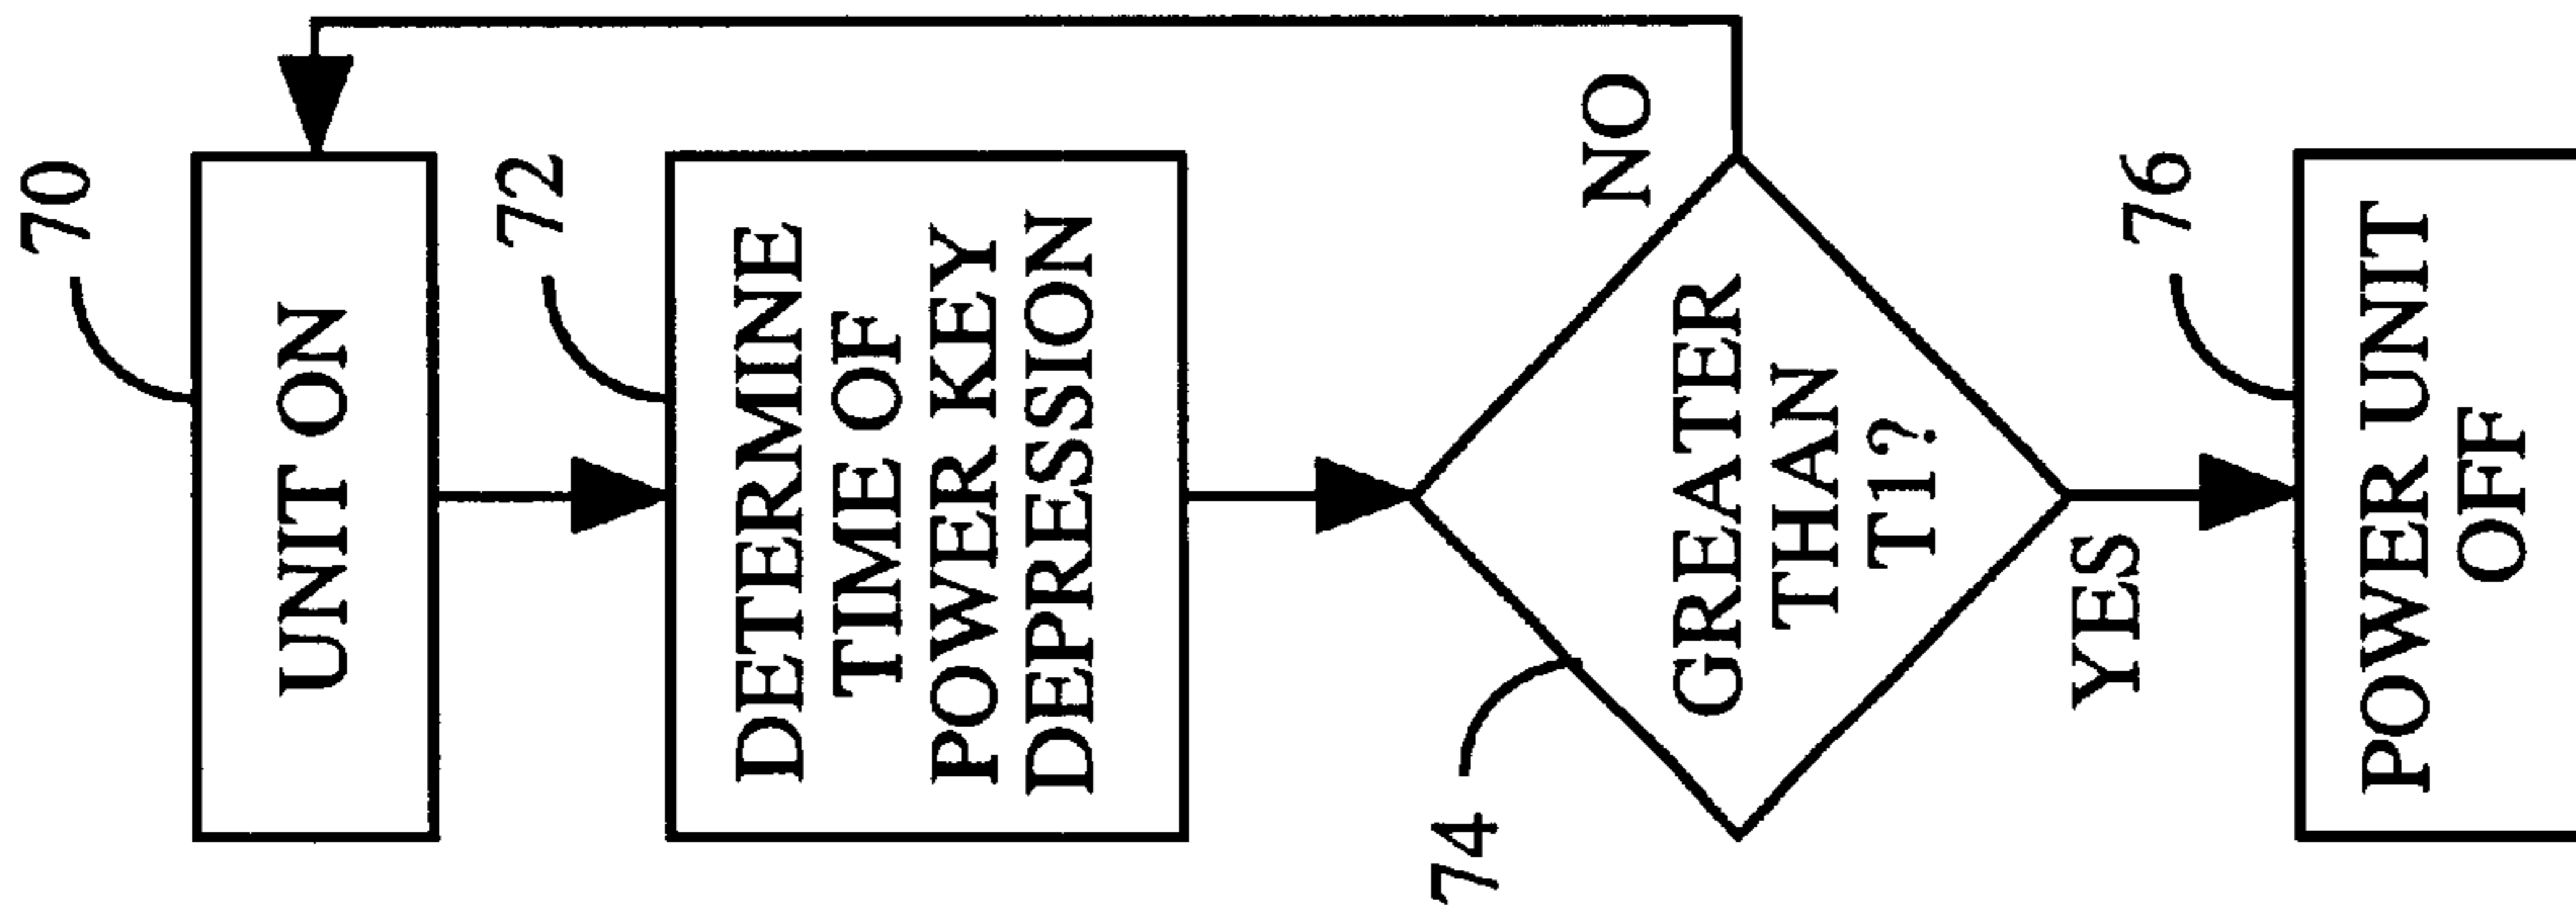 70
UNIT ON
72
DETERMINE
TIME OF
POWER KEY
DEPRESSION
74
GREATER
THAN
T1?
NO
YES
76
POWER UNIT
OFF